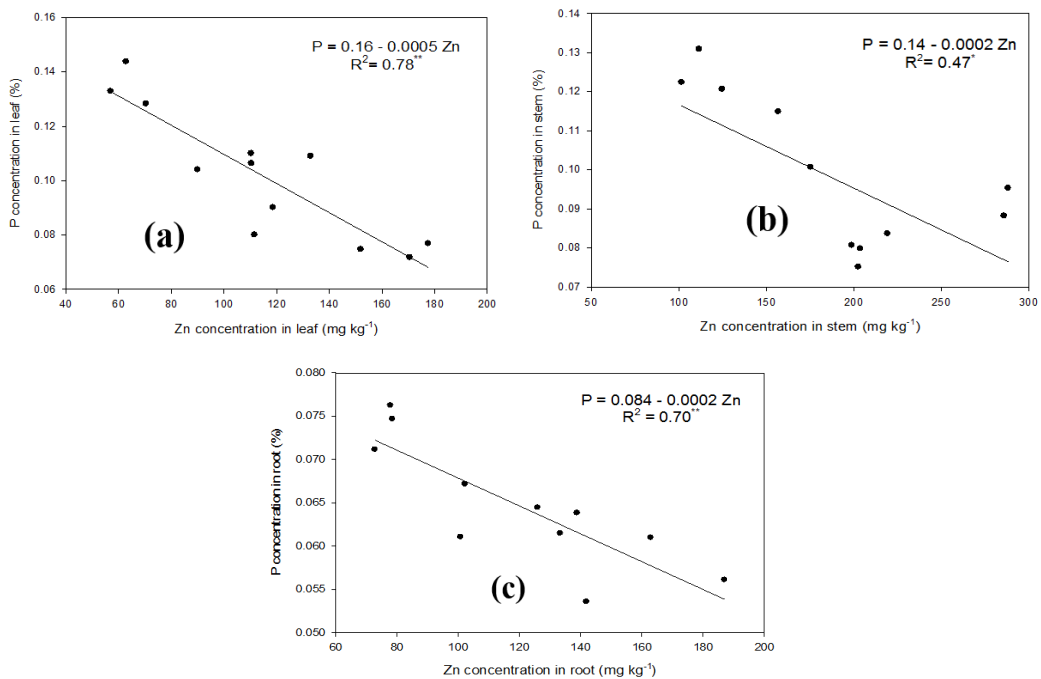 0.16
0.14
0.12
0.10
0.08
0.06
P concentration in leaf (%)
P = 0.16 - 0.0005 Zn
R²= 0.78**
(a)
40 60 80 100 120 140 160 180 200
Zn concentration in leaf (mg kg⁻¹)
0.14
0.13
0.12
0.11
0.10
0.09
0.08
0.07
P concentration in stem (%)
P = 0.14 - 0.0002 Zn
R²= 0.47*
(b)
50 100 150 200 250 300
Zn concentration in stem (mg kg⁻¹)
0.080
0.075
0.070
0.065
0.060
0.055
0.050
P concentration in root (%)
P = 0.084 - 0.0002 Zn
R² = 0.70**
(c)
60 80 100 120 140 160 180 200
Zn concentration in root (mg kg⁻¹)